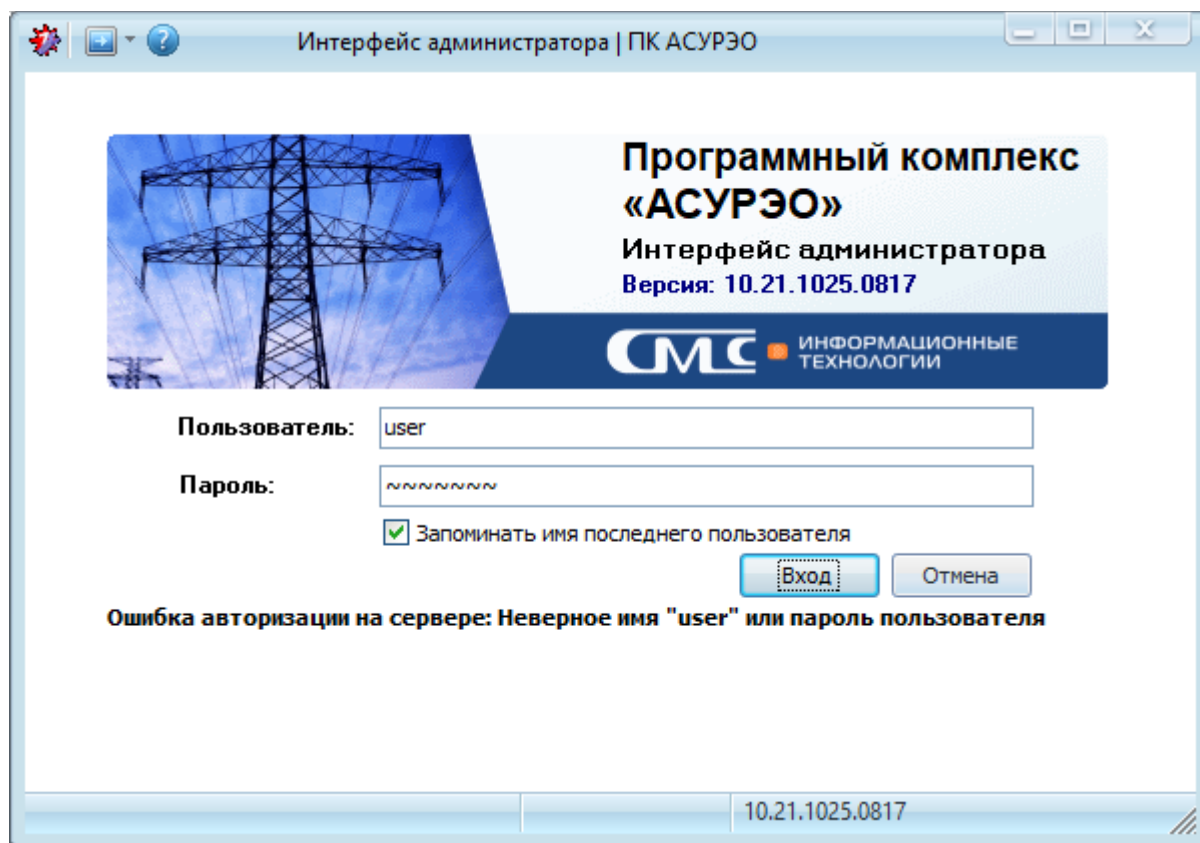 Интерфейс администратора | ПК АСУРЭО
Программный комплекс
«АСУРЭО»
Интерфейс администратора
Версия: 10.21.1025.0817
СМС ИНФОРМАЦИОННЫЕ
ТЕХНОЛОГИИ
Пользователь: user
Пароль: ~~~~~~~
Запоминать имя последнего пользователя
Вход Отмена
Ошибка авторизации на сервере: Неверное имя "user" или пароль пользователя
10.21.1025.0817